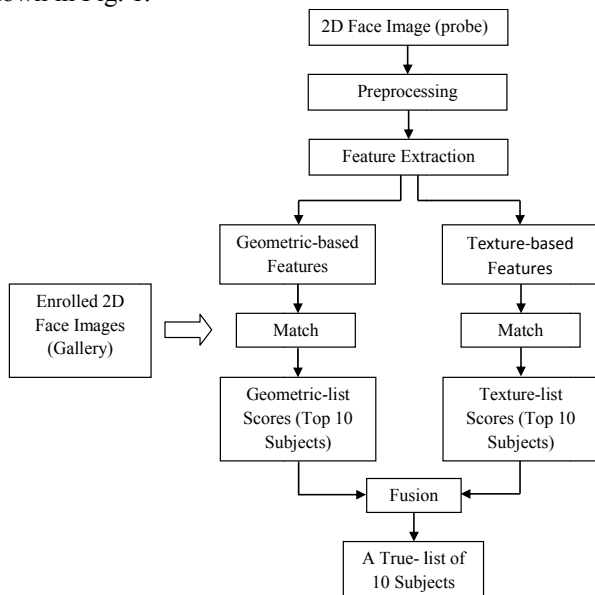 shown in Fig. 1.
2D Face Image (probe)
Preprocessing
Feature Extraction
Geometric-based
Features
Texture-based
Features
Enrolled 2D
Face Images
(Gallery)
Match
Match
Geometric-list
Scores (Top 10
Subjects)
Texture-list
Scores (Top 10
Subjects)
Fusion
A True- list of
10 Subjects